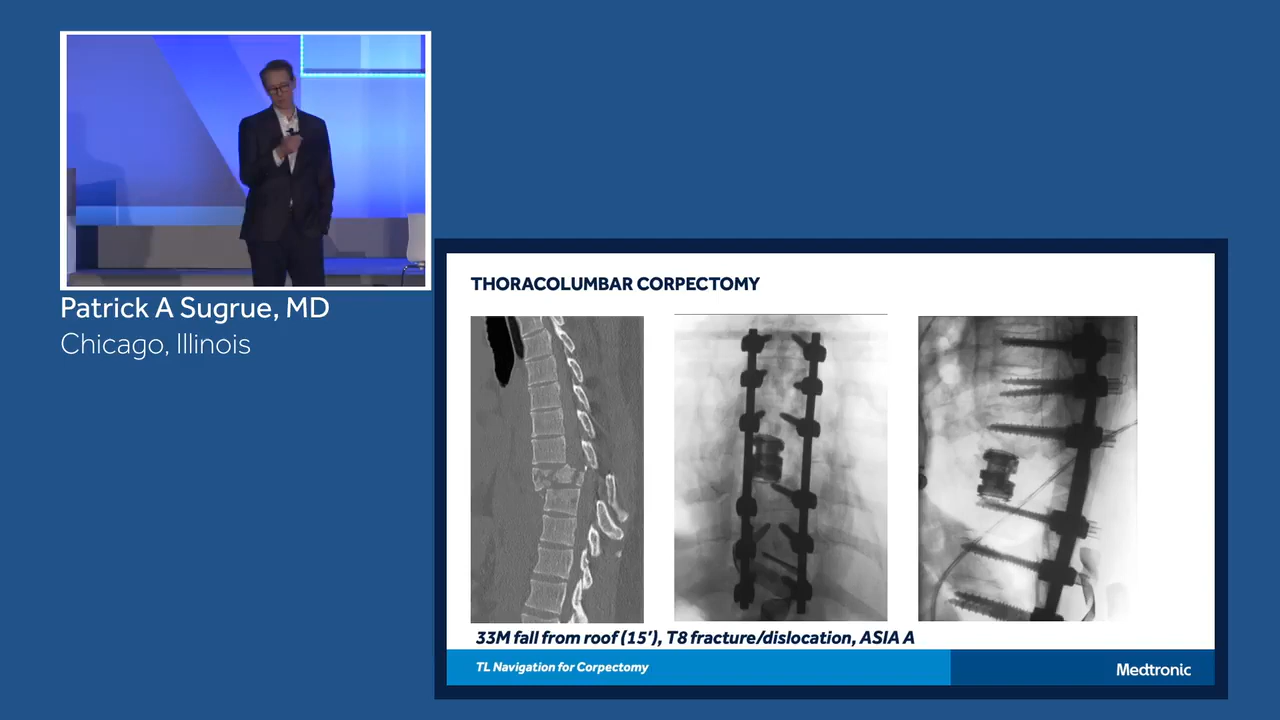 Patrick A Sugrue, MD
Chicago, Illinois
THORACOLUMBAR CORPECTOMY
33M fall from roof (15’), T8 fracture/dislocation, ASIA A
TL Navigation for Corpectomy
Medtronic